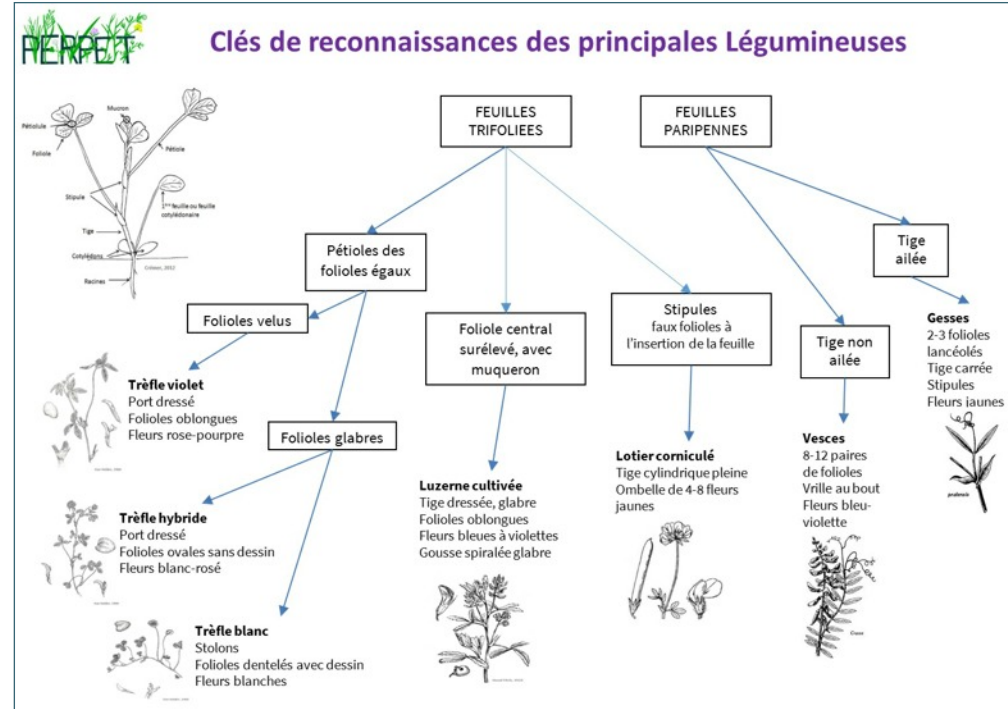 PERPET
Clés de reconnaissances des principales Légumineuses
Mucron
Pétiolule
Foliole
Pétiole
Stipule
1ère feuille ou feuille
cotylédonaire
Tige
Cotylédons
Racines
FEUILLES
TRIFOLIEES
FEUILLES
PARIPENNES
Pétioles des
folioles égaux
Tige
ailée
Folioles velus
Foliole central
surélevé, avec
muqueron
Stipules
faux folioles à
l'insertion de la feuille
Tige non
ailée
Gesses
2-3 folioles
lancéolés
Tige carrée
Stipules
Fleurs jaunes
pratensis
Trèfle violet
Port dressé
Folioles oblongues
Fleurs rose-pourpre
Folioles glabres
Trèfle hybride
Port dressé
Folioles ovales sans dessin
Fleurs blanc-rosé
Trèfle blanc
Stolons
Folioles dentelés avec dessin
Fleurs blanches
Luzerne cultivée
Tige dressée, glabre
Folioles oblongues
Fleurs bleues à violettes
Gousse spiralée glabre
Lotier corniculé
Tige cylindrique pleine
Ombelle de 4-8 fleurs
jaunes
Vesces
8-12 paires
de folioles
Vrille au bout
Fleurs bleu-
violette
Cracca